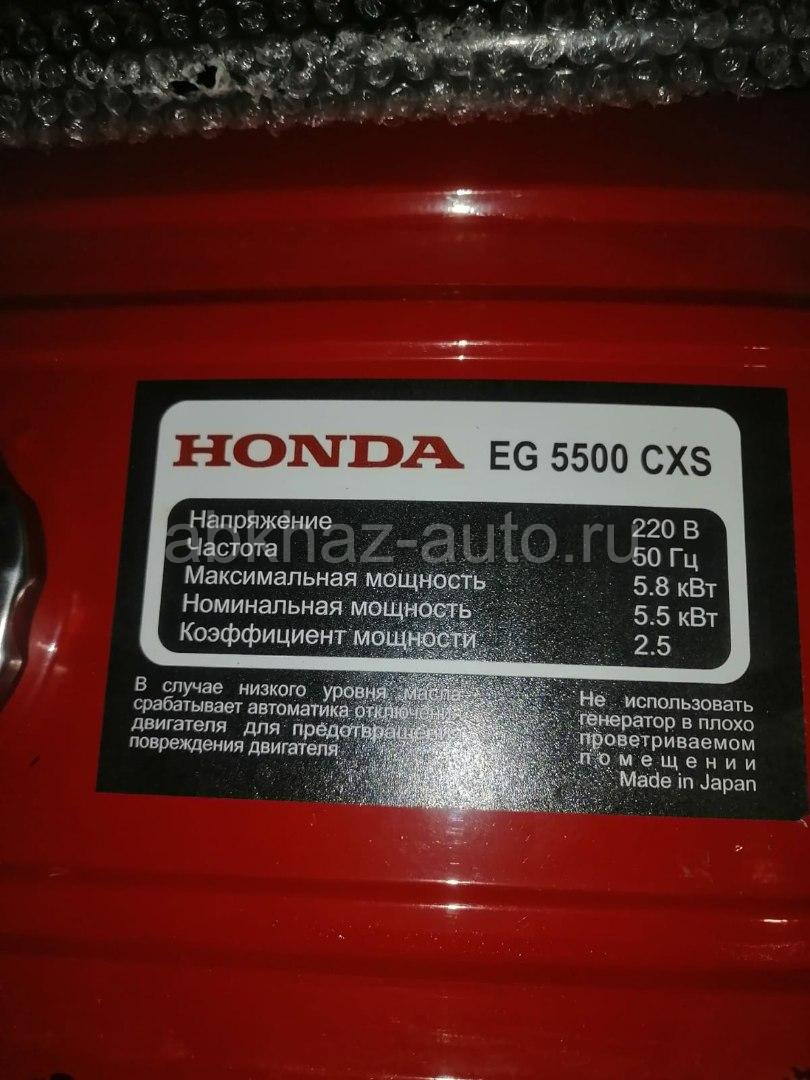 HONDA EG 5500 CXS
Напряжение 220 В
Частота 50 Гц
Максимальная мощность 5.8 кВт
Номинальная мощность 5.5 кВт
Коэффициент мощности 2.5
abkhaz-auto.ru
В случае низкого уровня масла
срабатывает автоматика отключени
двигателя для предотвращени
повреждения двигателя
Не использовать
генератор в плохо
проветриваемом
помещении
Made in Japan